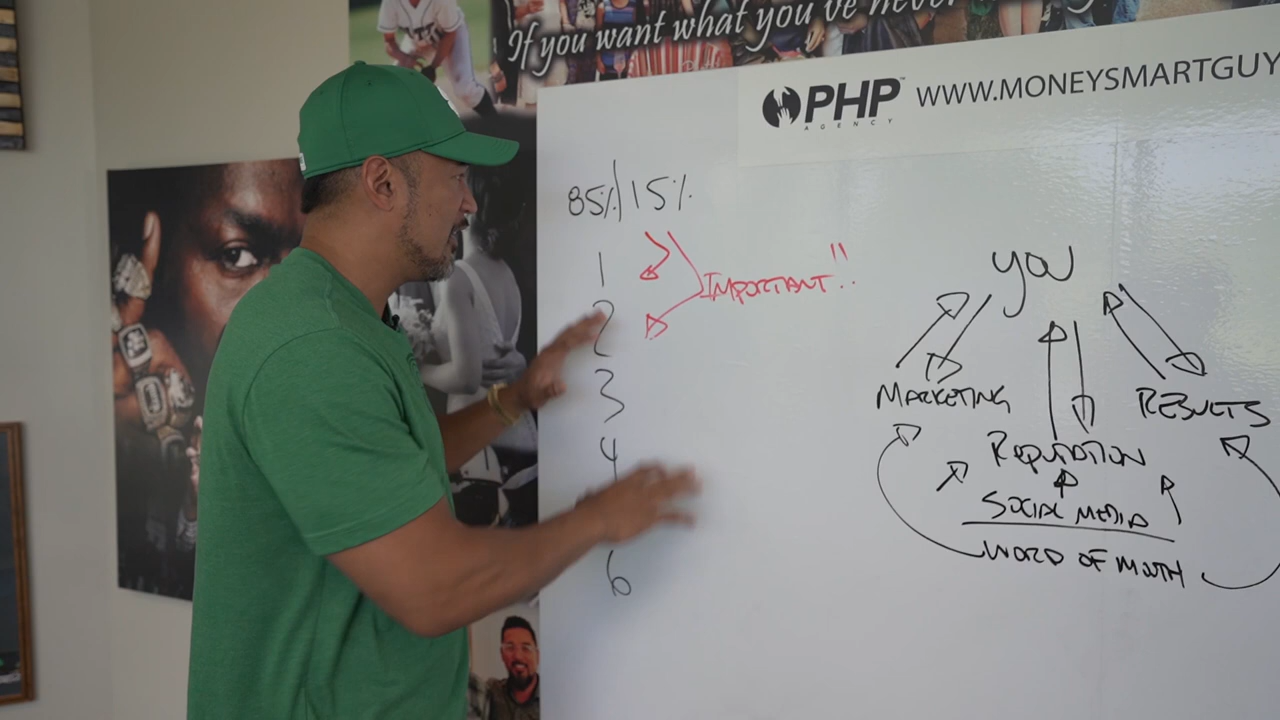 If you want what you've never
PHP
AGENCY
WWW.MONEYSMARTGUY
85%|15%
1
2
3
4
6
IMPORTANT!!
you
MARKETING
RESULTS
REPUTATION
SOCIAL MEDIA
WORD OF MOUTH